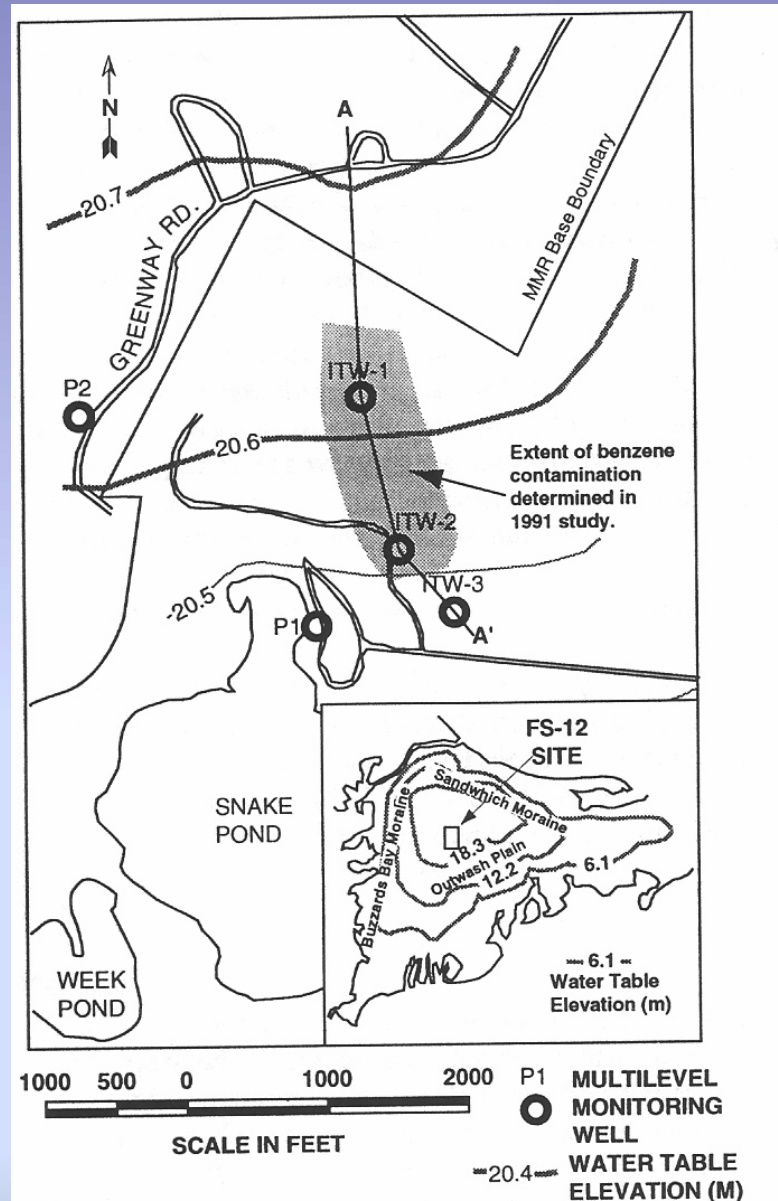 N
A
20.7
GREENWAY RD.
MMR Base Boundary
ITW-1
P2
20.6
Extent of benzene
contamination
determined in
1991 study.
ITW-2
-20.5
ITW-3
P1
A'
FS-12
SITE
Sandwhich Moraine
Buzzards Bay Moraine
18.3
Outwash Plain
12.2
6.1
SNAKE
POND
WEEK
POND
6.1
Water Table
Elevation (m)
1000 500 0 1000 2000
SCALE IN FEET
P1 MULTILEVEL
MONITORING
WELL
20.4 WATER TABLE
ELEVATION (M)